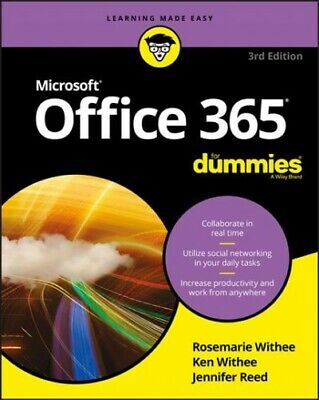 LEARNING MADE EASY
3rd Edition
Microsoft®
Office 365®
for
dummies®
A Wiley Brand
Collaborate in
real time
Utilize social networking
in your daily tasks
Increase productivity and
work from anywhere
Rosemarie Withee
Ken Withee
Jennifer Reed